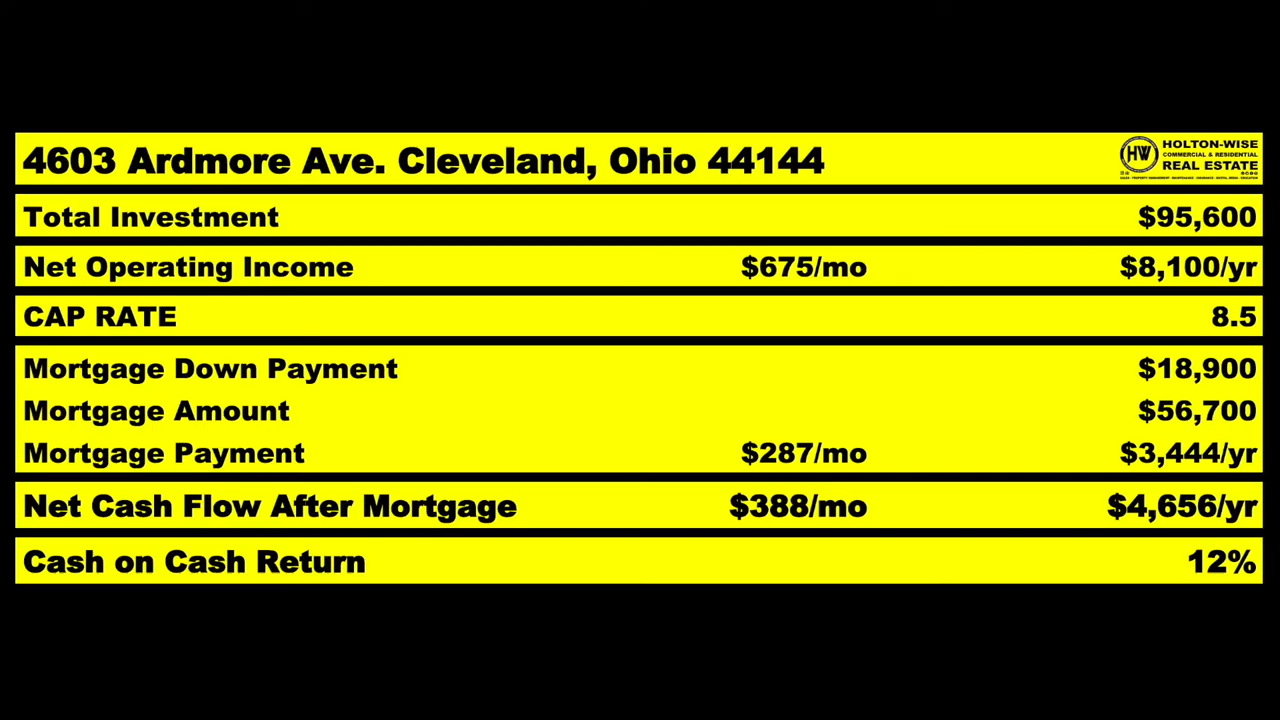 4603 Ardmore Ave. Cleveland, Ohio 44144
HW
HOLTON-WISE
COMMERCIAL & RESIDENTIAL
REAL ESTATE
Total Investment $95,600
Net Operating Income $675/mo $8,100/yr
CAP RATE 8.5
Mortgage Down Payment $18,900
Mortgage Amount $56,700
Mortgage Payment $287/mo $3,444/yr
Net Cash Flow After Mortgage $388/mo $4,656/yr
Cash on Cash Return 12%